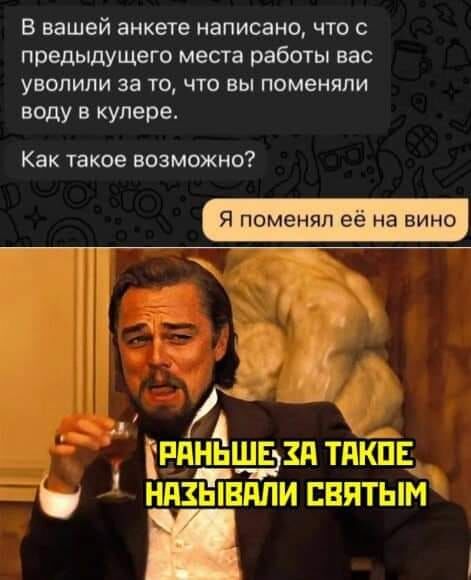 В вашей анкете написано, что с
предыдущего места работы вас
уволили за то, что вы поменяли
воду в кулере.
Как такое возможно?
Я поменял её на вино
РАНЬШЕ ЗА ТАКОЕ
НАЗЫВАЛИ СВЯТЫМ